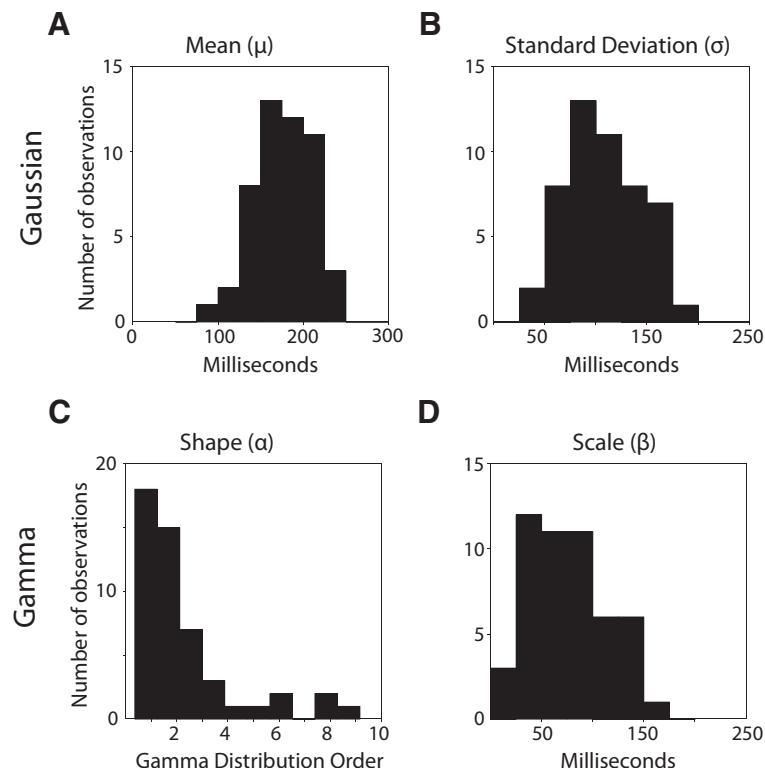 A
B
Mean (μ)
Standard Deviation (σ)
Gaussian
Number of observations
15
10
5
0
0
100
200
300
Milliseconds
15
10
5
0
50
150
250
Milliseconds
C
D
Shape (α)
Scale (β)
Gamma
Number of observations
20
10
0
2
4
6
8
10
Gamma Distribution Order
15
10
5
0
50
150
250
Milliseconds